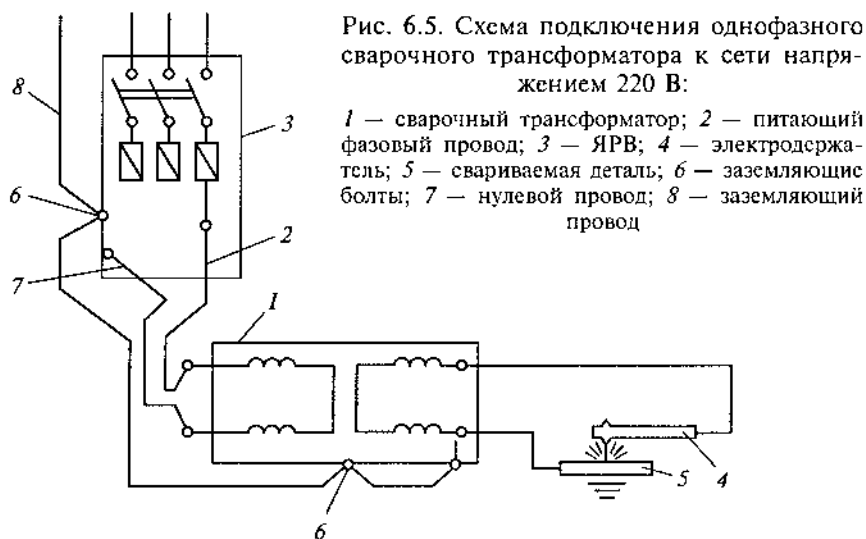 Рис. 6.5. Схема подключения однофазного
сварочного трансформатора к сети напря-
жением 220 В:
1 — сварочный трансформатор; 2 — питающий
фазовый провод; 3 — ЯРВ; 4 — электродержа-
тель; 5 — свариваемая деталь; 6 — заземляющие
болты; 7 — нулевой провод; 8 — заземляющий
провод
8
3
6
2
7
1
5
4
6